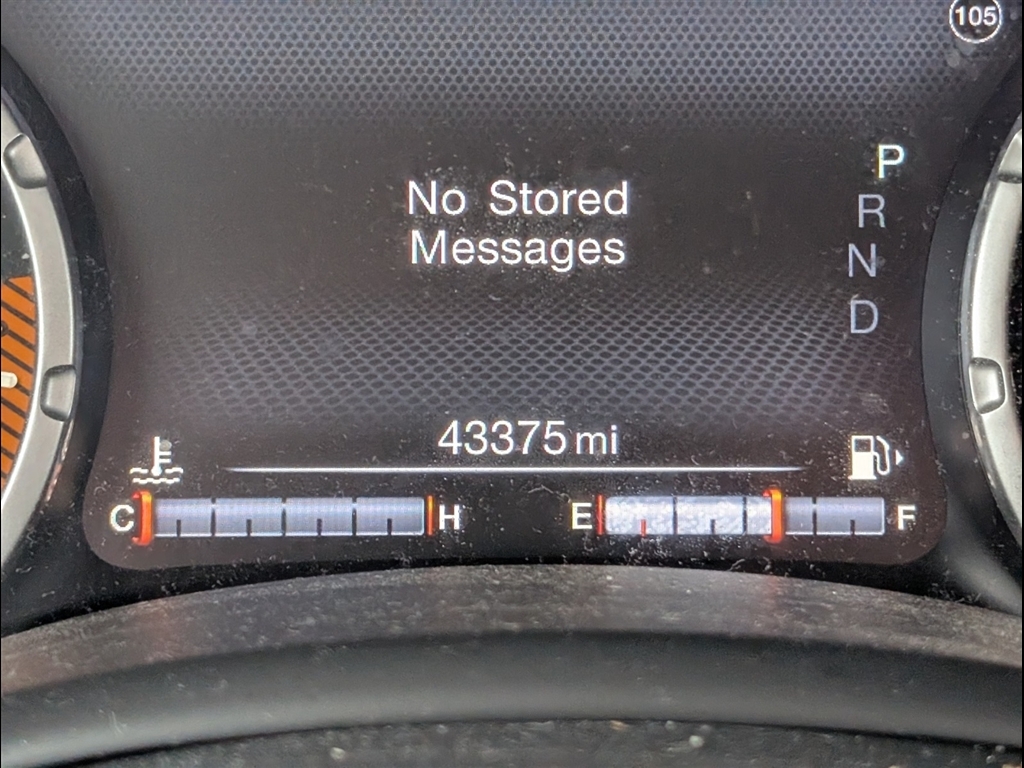 105
No Stored
Messages
P
R
N
D
43375 mi
C H E F